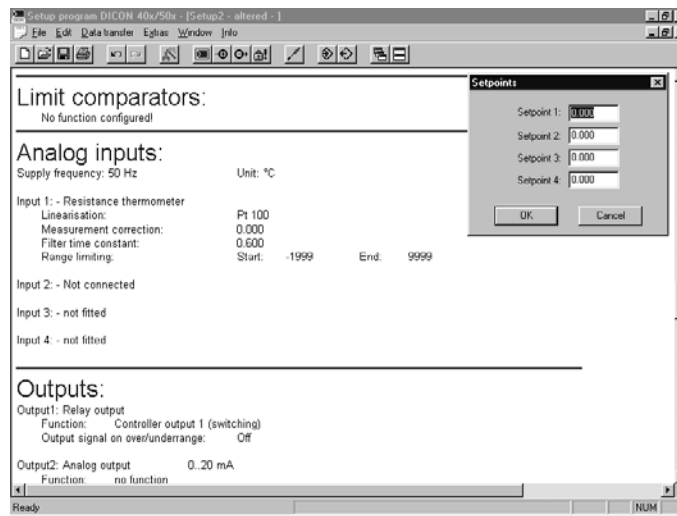 Setup program DICON 40x/50x - [Setup2 - altered - ]
File Edit Data transfer Extras Window Info
Setpoints
Setpoint 1: 0.000
Setpoint 2: 0.000
Setpoint 3: 0.000
Setpoint 4: 0.000
OK Cancel
Limit comparators:
No function configured!
Analog inputs:
Supply frequency: 50 Hz Unit: °C
Input 1: - Resistance thermometer
Linearisation: Pt 100
Measurement correction: 0.000
Filter time constant: 0.600
Range limiting: Start: -1999 End: 9999
Input 2: - Not connected
Input 3: - not fitted
Input 4: - not fitted
Outputs:
Output1: Relay output
Function: Controller output 1 (switching)
Output signal on over/underrange: Off
Output2: Analog output 0..20 mA
Function: no function
Ready NUM